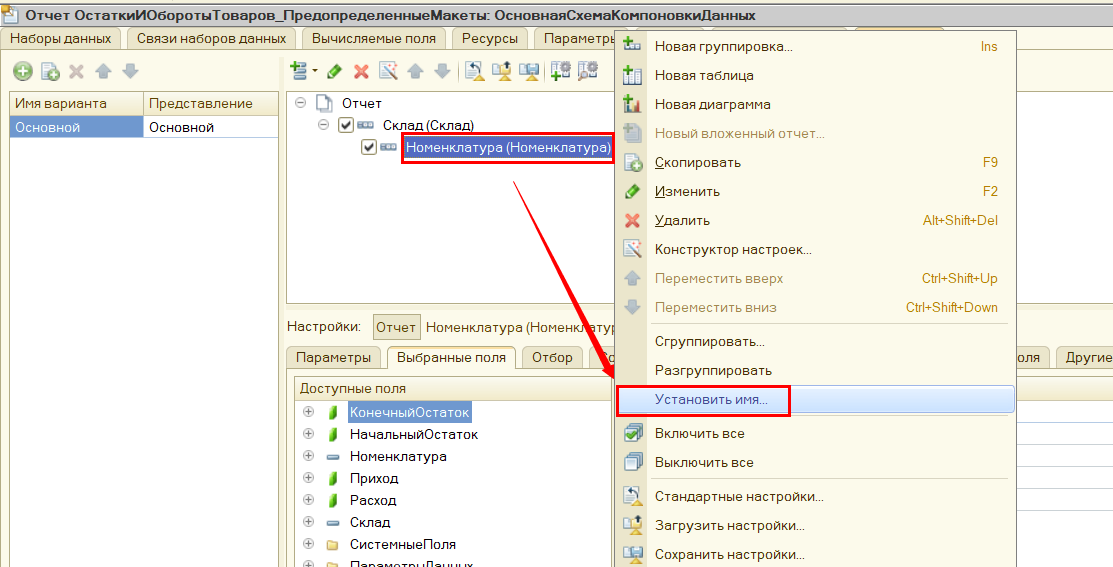 Отчет ОстаткиИОборотыТоваров_ПредопределенныеМакеты: ОсновнаяСхемаКомпоновкиДанных
Наборы данных Связи наборов данных Вычисляемые поля Ресурсы Параметры
Имя варианта Представление
Основной Основной
Отчет
Склад (Склад)
Номенклатура (Номенклатура)
Настройки: Отчет Номенклатура (Номенклатур
Параметры Выбранные поля Отбор
Доступные поля
КонечныйОстаток
НачальныйОстаток
Номенклатура
Приход
Расход
Склад
СистемныеПоля
ПараметрыДанных
Новая группировка... Ins
Новая таблица
Новая диаграмма
Новый вложенный отчет...
Скопировать F9
Изменить F2
Удалить Alt+Shift+Del
Конструктор настроек...
Переместить вверх Ctrl+Shift+Up
Переместить вниз Ctrl+Shift+Down
Сгруппировать...
Разгруппировать
Установить имя...
Включить все
Выключить все
Стандартные настройки...
Загрузить настройки...
Сохранить настройки...
оля Другие